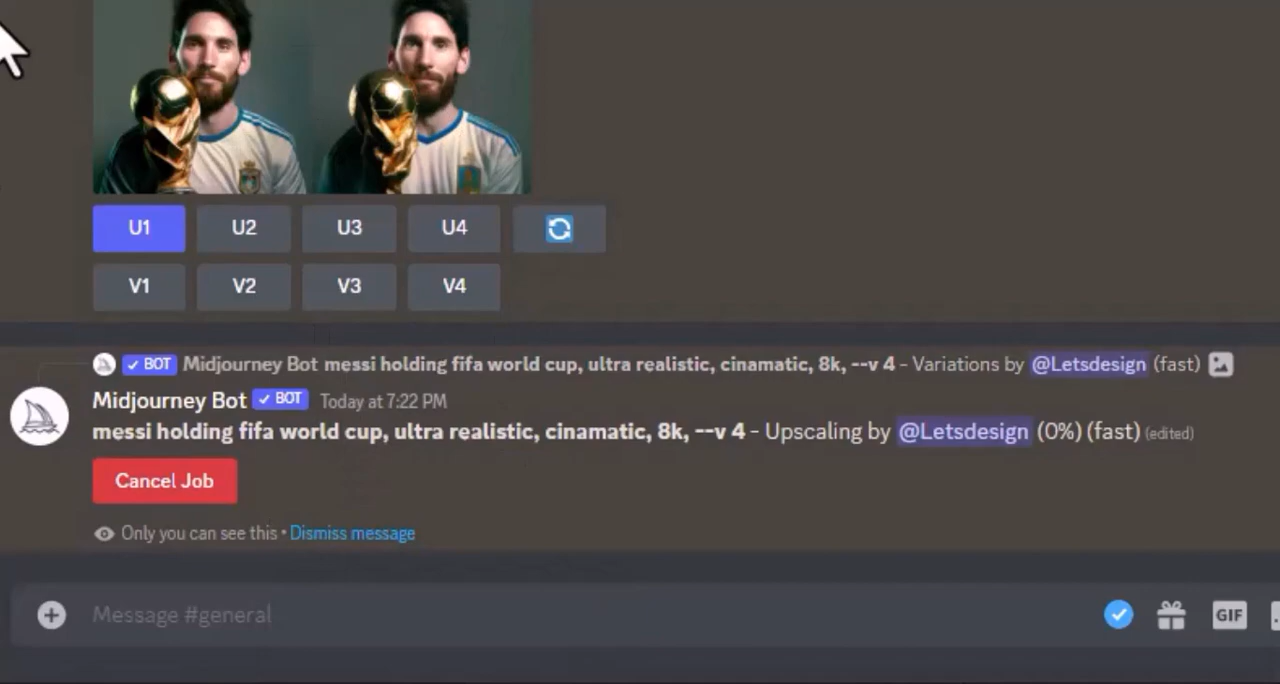 U1 U2 U3 U4
V1 V2 V3 V4
BOT Midjourney Bot messi holding fifa world cup, ultra realistic, cinamatic, 8k, --v 4 - Variations by @Letsdesign (fast)
Midjourney Bot BOT Today at 7:22 PM
messi holding fifa world cup, ultra realistic, cinamatic, 8k, --v 4 - Upscaling by @Letsdesign (0%) (fast) (edited)
Cancel Job
Only you can see this • Dismiss message
Message #general
GIF